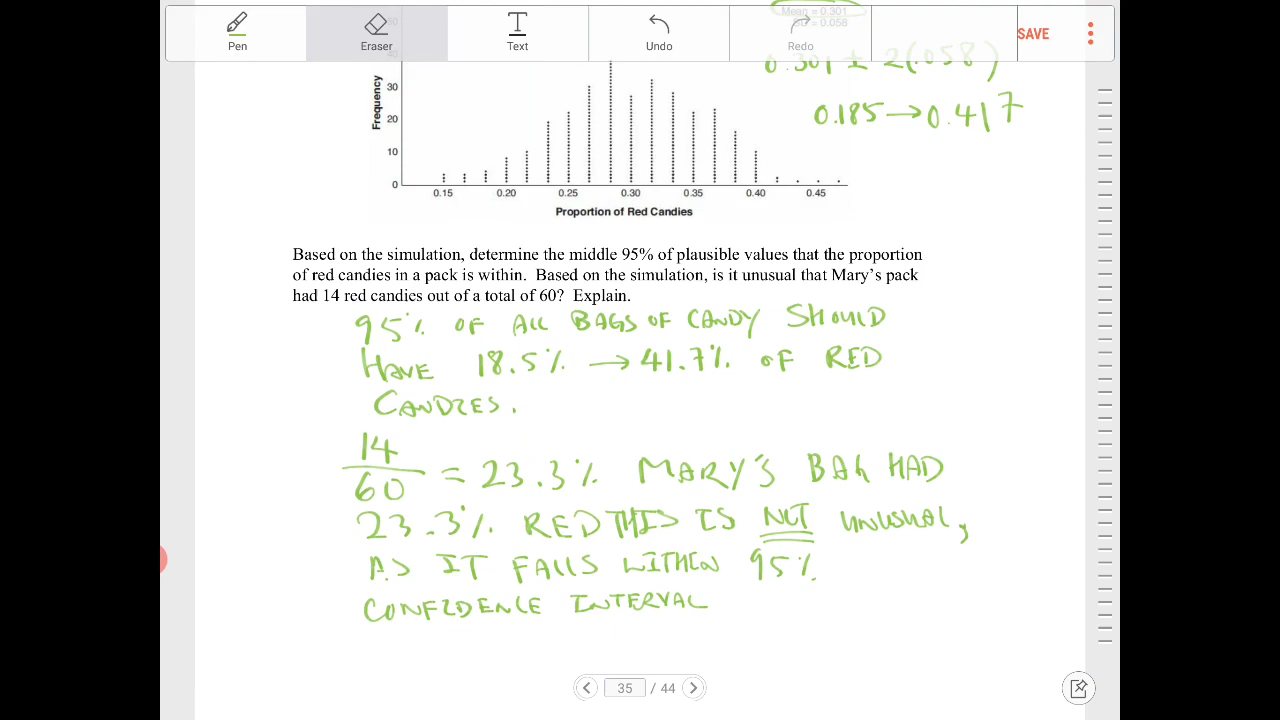 Pen
Eraser
Text
Undo
Redo
SAVE
Mean = 0.301
SD = 0.058
0.301 ± 2(.058)
0.185 → 0.417
Frequency
30
20
10
0
0.15 0.20 0.25 0.30 0.35 0.40 0.45
Proportion of Red Candies
Based on the simulation, determine the middle 95% of plausible values that the proportion
of red candies in a pack is within. Based on the simulation, is it unusual that Mary's pack
had 14 red candies out of a total of 60? Explain.
95% OF ALL BAGS OF CANDY SHOULD
HAVE 18.5% → 41.7% OF RED
CANDIES.
14/60 = 23.3% MARY'S BAG HAD
23.3% RED THIS IS NOT UNUSUAL,
AS IT FALLS WITHIN 95%
CONFIDENCE INTERVAL
35 / 44